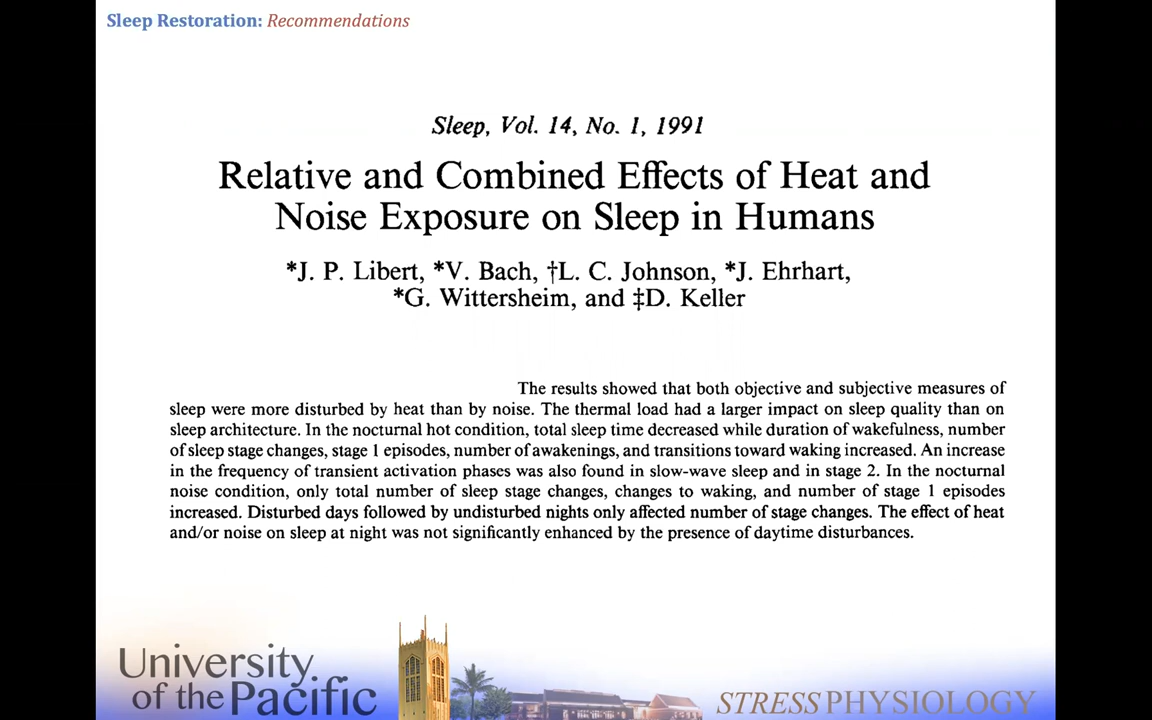 Sleep Restoration: Recommendations
Sleep, Vol. 14, No. 1, 1991
Relative and Combined Effects of Heat and
Noise Exposure on Sleep in Humans
*J. P. Libert, *V. Bach, †L. C. Johnson, *J. Ehrhart,
*G. Wittersheim, and ‡D. Keller
The results showed that both objective and subjective measures of
sleep were more disturbed by heat than by noise. The thermal load had a larger impact on sleep quality than on
sleep architecture. In the nocturnal hot condition, total sleep time decreased while duration of wakefulness, number
of sleep stage changes, stage 1 episodes, number of awakenings, and transitions toward waking increased. An increase
in the frequency of transient activation phases was also found in slow-wave sleep and in stage 2. In the nocturnal
noise condition, only total number of sleep stage changes, changes to waking, and number of stage 1 episodes
increased. Disturbed days followed by undisturbed nights only affected number of stage changes. The effect of heat
and/or noise on sleep at night was not significantly enhanced by the presence of daytime disturbances.
University
of the Pacific
STRESS PHYSIOLOGY